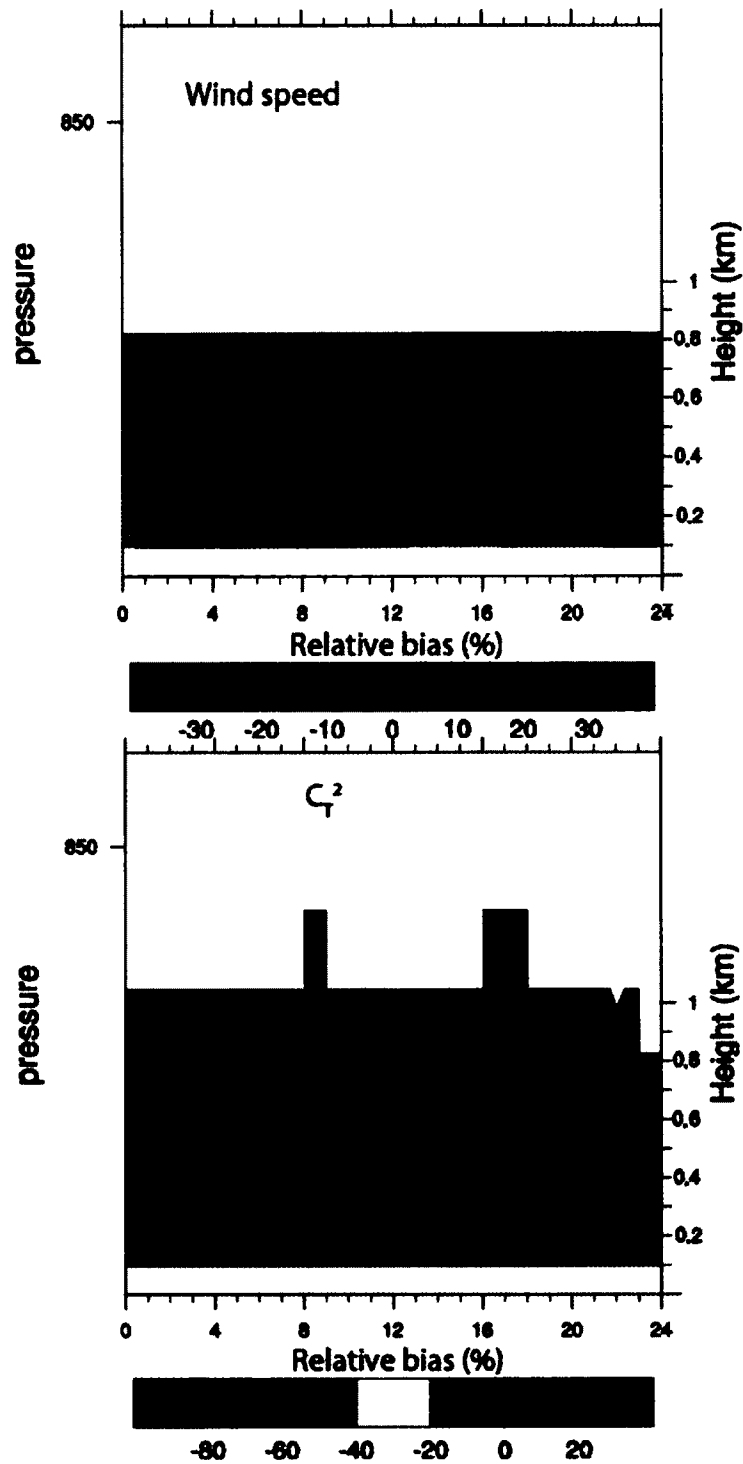 Wind speed
850
pressure
Height (km)
1
0.8
0.6
0.4
0.2
0 4 8 12 16 20 24
Relative bias (%)
-30 -20 -10 0 10 20 30
C_T²
850
pressure
Height (km)
1
0.8
0.6
0.4
0.2
0 4 8 12 16 20 24
Relative bias (%)
-80 -60 -40 -20 0 20